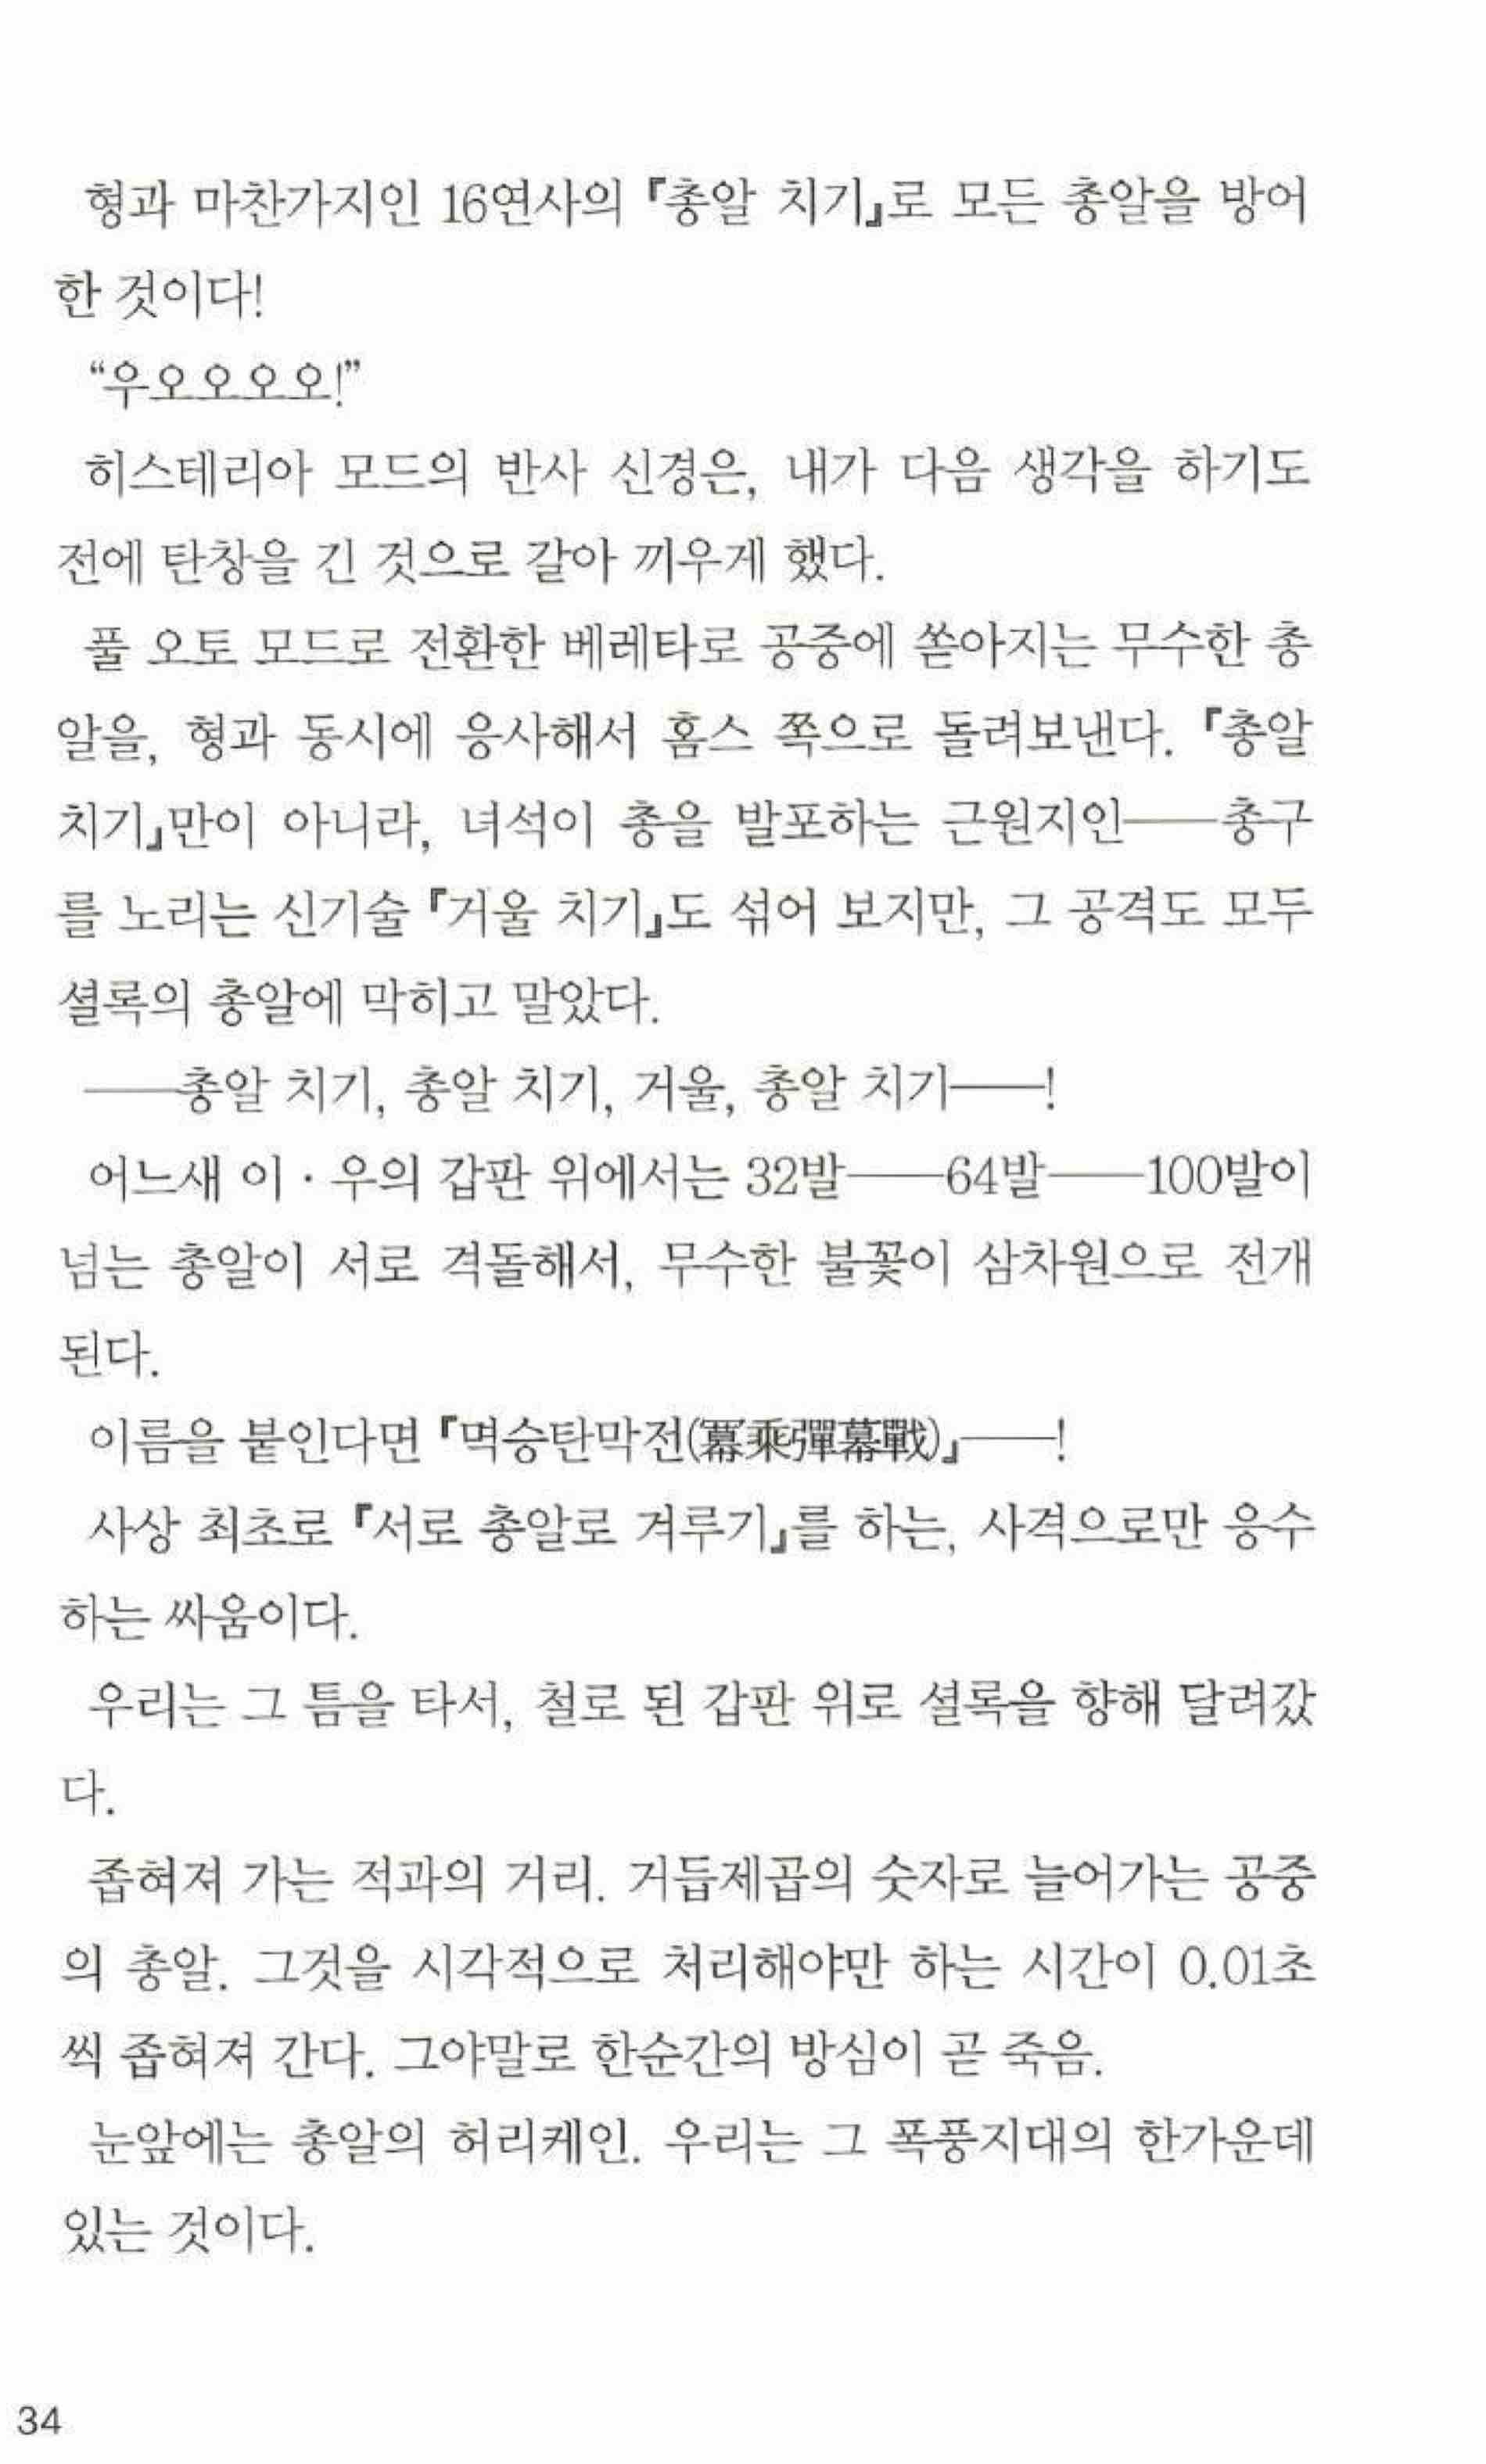 형과 마찬가지인 16연사의 『총알 치기』로 모든 총알을 방어
한 것이다!
“우오오오오!”
히스테리아 모드의 반사 신경은, 내가 다음 생각을 하기도
전에 탄창을 긴 것으로 갈아 끼우게 했다.
풀 오토 모드로 전환한 베레타로 공중에 쏟아지는 무수한 총
알을, 형과 동시에 응사해서 홈스 쪽으로 돌려보낸다. 『총알
치기』만이 아니라, 녀석이 총을 발포하는 근원지인――총구
를 노리는 신기술 『거울 치기』도 섞어 보지만, 그 공격도 모두
셜록의 총알에 막히고 말았다.
――총알 치기, 총알 치기, 거울, 총알 치기――!
어느새 이·우의 갑판 위에서는 32발――64발――100발이
넘는 총알이 서로 격돌해서, 무수한 불꽃이 삼차원으로 전개
된다.
이름을 붙인다면 『멱승탄막전(冪乘彈幕戰)』――!
사상 최초로 『서로 총알로 겨루기』를 하는, 사격으로만 응수
하는 싸움이다.
우리는 그 틈을 타서, 철로 된 갑판 위로 셜록을 향해 달려갔
다.
좁혀져 가는 적과의 거리. 거듭제곱의 숫자로 늘어가는 공중
의 총알. 그것을 시각적으로 처리해야만 하는 시간이 0.01초
씩 좁혀져 간다. 그야말로 한순간의 방심이 곧 죽음.
눈앞에는 총알의 허리케인. 우리는 그 폭풍지대의 한가운데
있는 것이다.
34